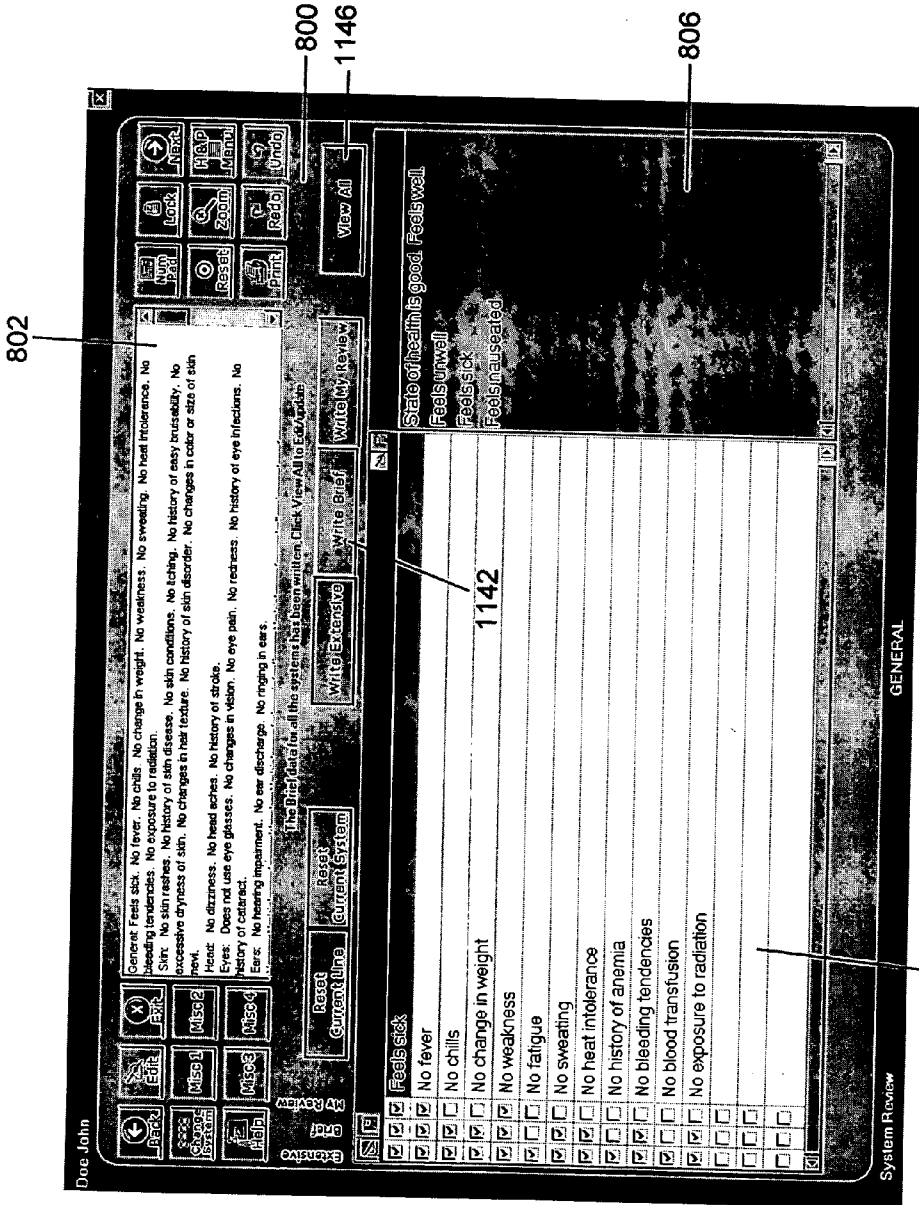 Doe John
Back
Edit
Exit
Change System
Misc 1
Misc 2
Help
Misc 3
Misc 4
General: Feels sick. No fever. No chills. No change in weight. No weakness. No sweating. No heat intolerance. No
bleeding tendencies. No exposure to radiation.
Skin: No skin rashes. No history of skin disease. No skin conditions. No itching. No history of easy bruisability. No
excessive dryness of skin. No changes in hair texture. No history of skin disorder. No changes in color or size of skin
nevi.
Head: No dizziness. No head aches. No history of stroke.
Eyes: Does not use eye glasses. No changes in vision. No eye pain. No redness. No history of eye infections. No
history of cataract.
Ears: No hearing impairment. No ear discharge. No ringing in ears.
Num Pad
Lock
Next
Reset
Zoom
H&P Menu
Print
Redo
Undo
802
800
1146
The Brief data for all the systems has been written. Click View All to Edit/update
Extensive
Brief
My Review
Reset Current Line
Reset Current System
Write Extensive
Write Brief
Write My Review
View All
1142
Feels sick
No fever
No chills
No change in weight
No weakness
No fatigue
No sweating
No heat intolerance
No history of anemia
No bleeding tendencies
No blood transfusion
No exposure to radiation
State of health is good. Feels well.
Feels unwell
Feels sick
Feels nauseated
806
System Review
GENERAL